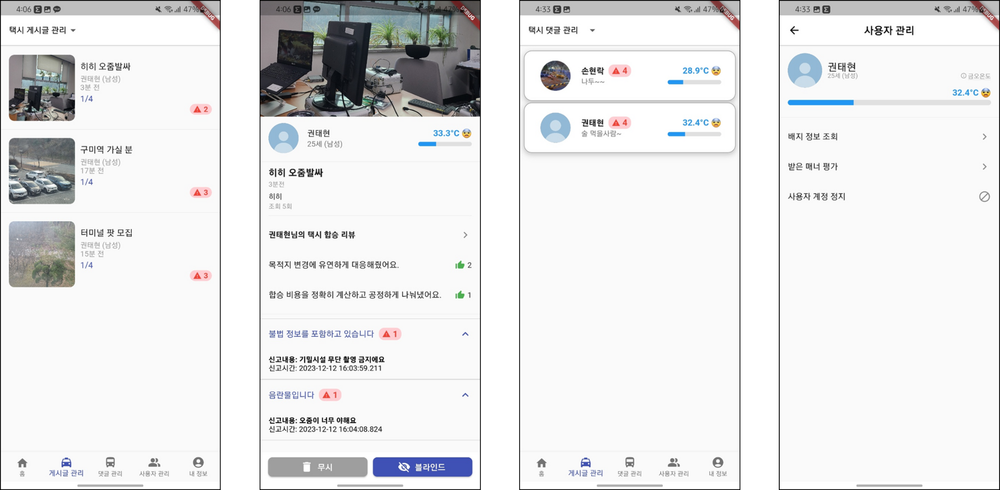 4:06
47%
DEBUG
택시 게시글 관리
히히 오줌발싸
권태현 (남성)
3분 전
1/4
2
구미역 가실 분
권태현 (남성)
17분 전
1/4
3
터미널 팟 모집
권태현 (남성)
15분 전
1/4
3
홈
게시글 관리
댓글 관리
사용자 관리
내 정보
4:06
TALK
47%
DEBUG
권태현
25세 (남성)
33.3°C
히히 오줌발싸
3분전
히히
조회 5회
권태현님의 택시 합승 리뷰
목적지 변경에 유연하게 대응해줬어요.
2
합승 비용을 정확히 계산하고 공정하게 나눠냈어요.
1
불법 정보를 포함하고 있습니다
1
신고내용: 기밀시설 무단 촬영 금지에요
신고시간: 2023-12-12 16:03:59.211
음란물입니다
1
신고내용: 오줌이 너무 야해요
신고시간: 2023-12-12 16:04:08.824
무시
블라인드
4:33
47%
DEBUG
택시 댓글 관리
손현락
4
28.9°C 😨
나두~~
권태현
4
32.4°C 😨
술 먹을사람~
홈
게시글 관리
댓글 관리
사용자 관리
내 정보
4:33
47%
DEBUG
사용자 관리
권태현
25세 (남성)
금오온도
32.4°C 😨
배지 정보 조회
받은 매너 평가
사용자 계정 정지